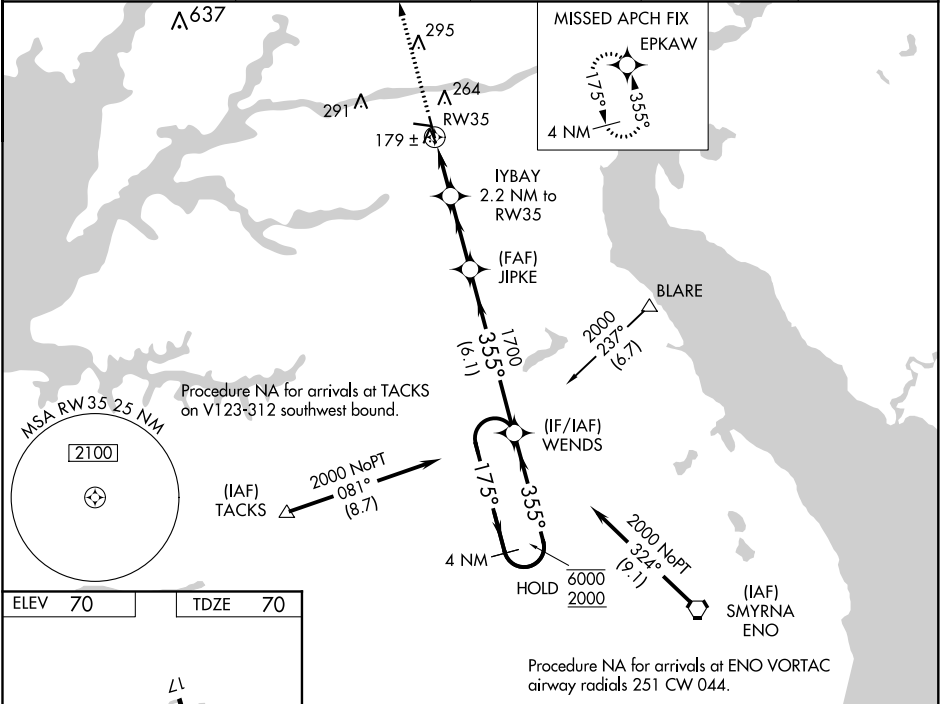 637
295
MISSED APCH FIX
EPKAW
175°
355°
4 NM
291
264
RW35
179 ±
IYBAY
2.2 NM to
RW35
(FAF)
JIPKE
BLARE
2000
237°
(6.7)
1700
355°
(6.1)
Procedure NA for arrivals at TACKS
on V123-312 southwest bound.
MSA RW35 25 NM
2100
(IF/IAF)
WENDS
2000 NoPT
081°
(8.7)
(IAF)
TACKS
175°
355°
4 NM
HOLD
6000
2000
2000 NoPT
324°
(9.1)
(IAF)
SMYRNA
ENO
ELEV 70
TDZE 70
Procedure NA for arrivals at ENO VORTAC
airway radials 251 CW 044.
17